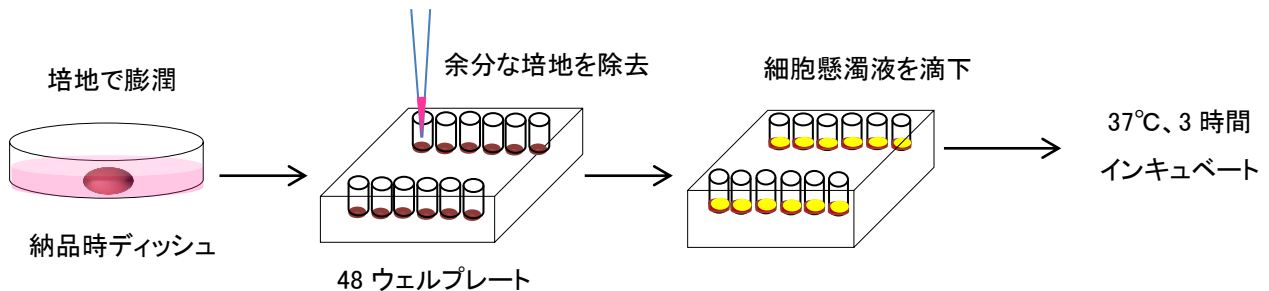 培地で膨潤
納品時ディッシュ
余分な培地を除去
48 ウェルプレート
細胞懸濁液を滴下
37℃、3 時間
インキュベート